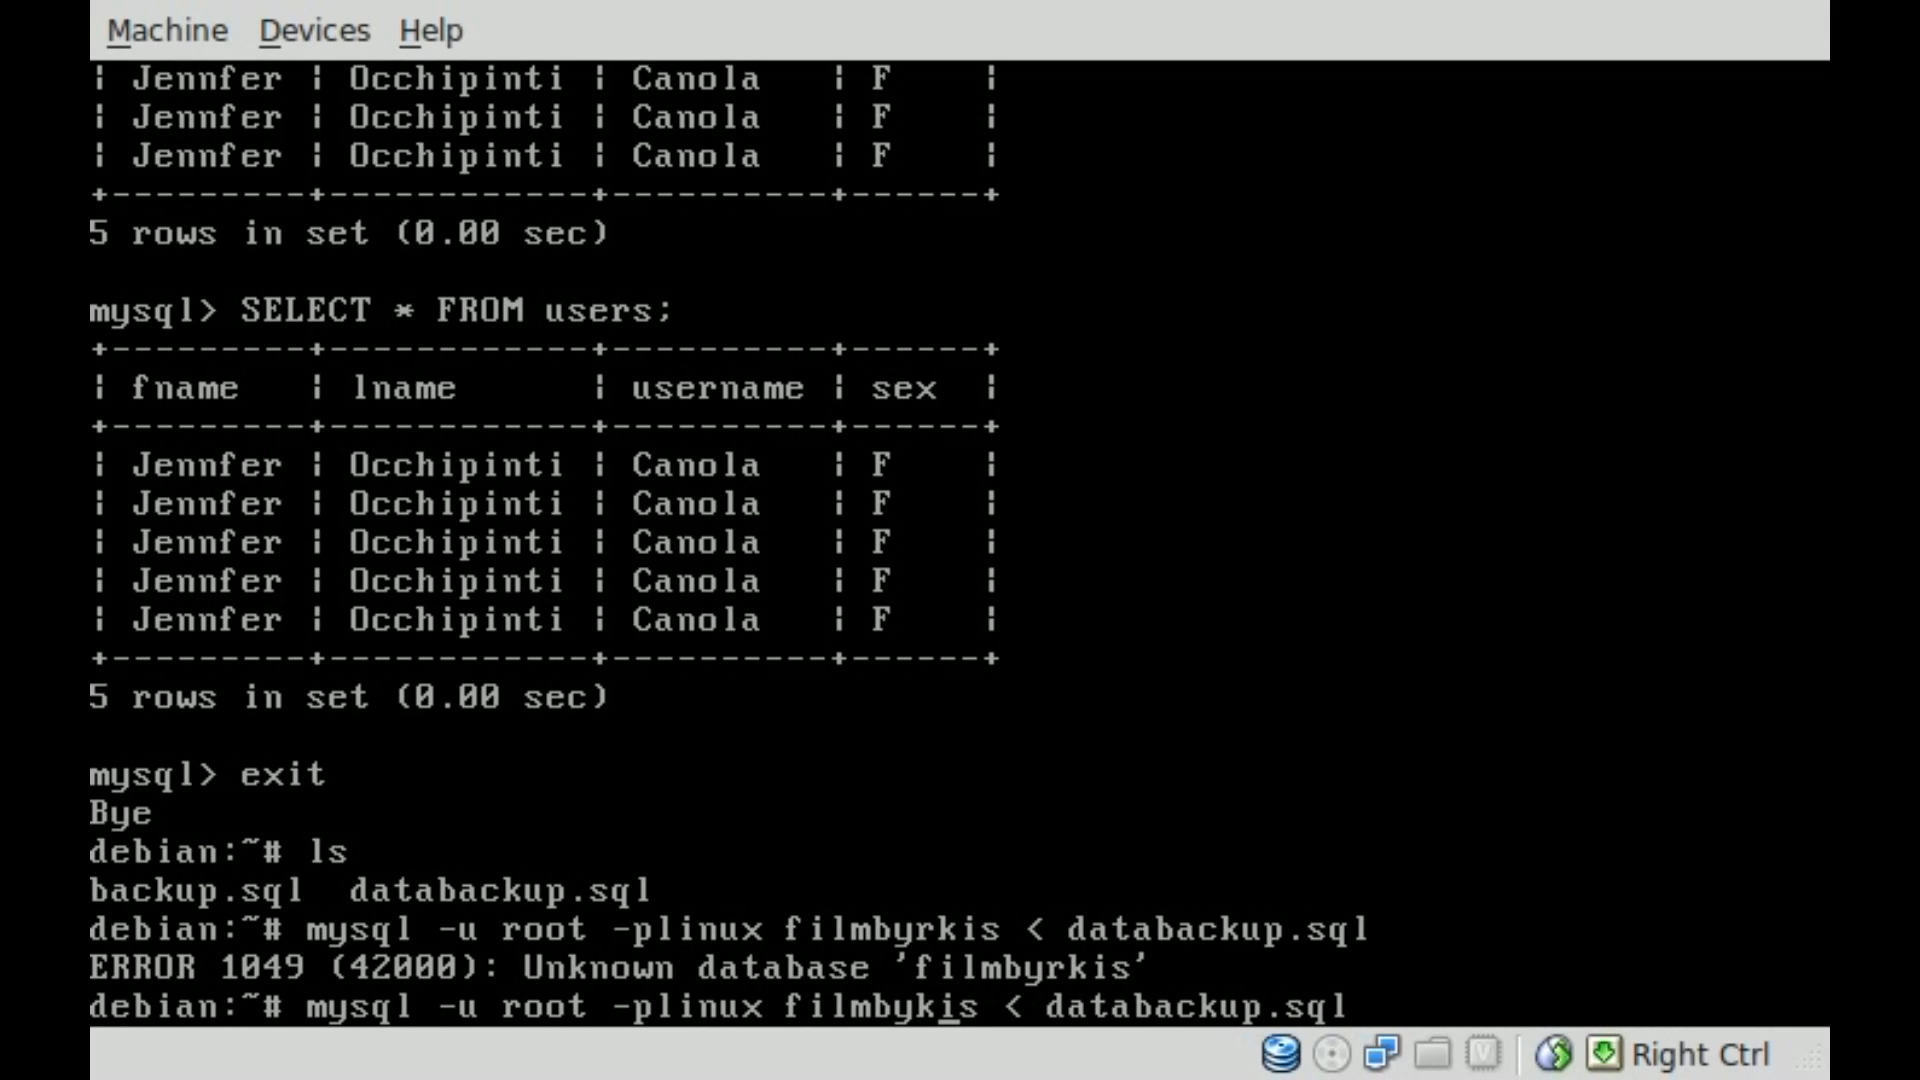 Machine Devices Help
¦ Jennfer ¦ Occhipinti ¦ Canola   ¦ F    ¦
¦ Jennfer ¦ Occhipinti ¦ Canola   ¦ F    ¦
¦ Jennfer ¦ Occhipinti ¦ Canola   ¦ F    ¦
+---------+------------+----------+------+
5 rows in set (0.00 sec)
mysql> SELECT * FROM users;
+---------+------------+----------+------+
¦ fname   ¦ lname      ¦ username ¦ sex  ¦
+---------+------------+----------+------+
¦ Jennfer ¦ Occhipinti ¦ Canola   ¦ F    ¦
¦ Jennfer ¦ Occhipinti ¦ Canola   ¦ F    ¦
¦ Jennfer ¦ Occhipinti ¦ Canola   ¦ F    ¦
¦ Jennfer ¦ Occhipinti ¦ Canola   ¦ F    ¦
¦ Jennfer ¦ Occhipinti ¦ Canola   ¦ F    ¦
+---------+------------+----------+------+
5 rows in set (0.00 sec)
mysql> exit
Bye
debian:~# ls
backup.sql  databackup.sql
debian:~# mysql -u root -plinux filmbyrkis < databackup.sql
ERROR 1049 (42000): Unknown database 'filmbyrkis'
debian:~# mysql -u root -plinux filmbykis < databackup.sql
Right Ctrl